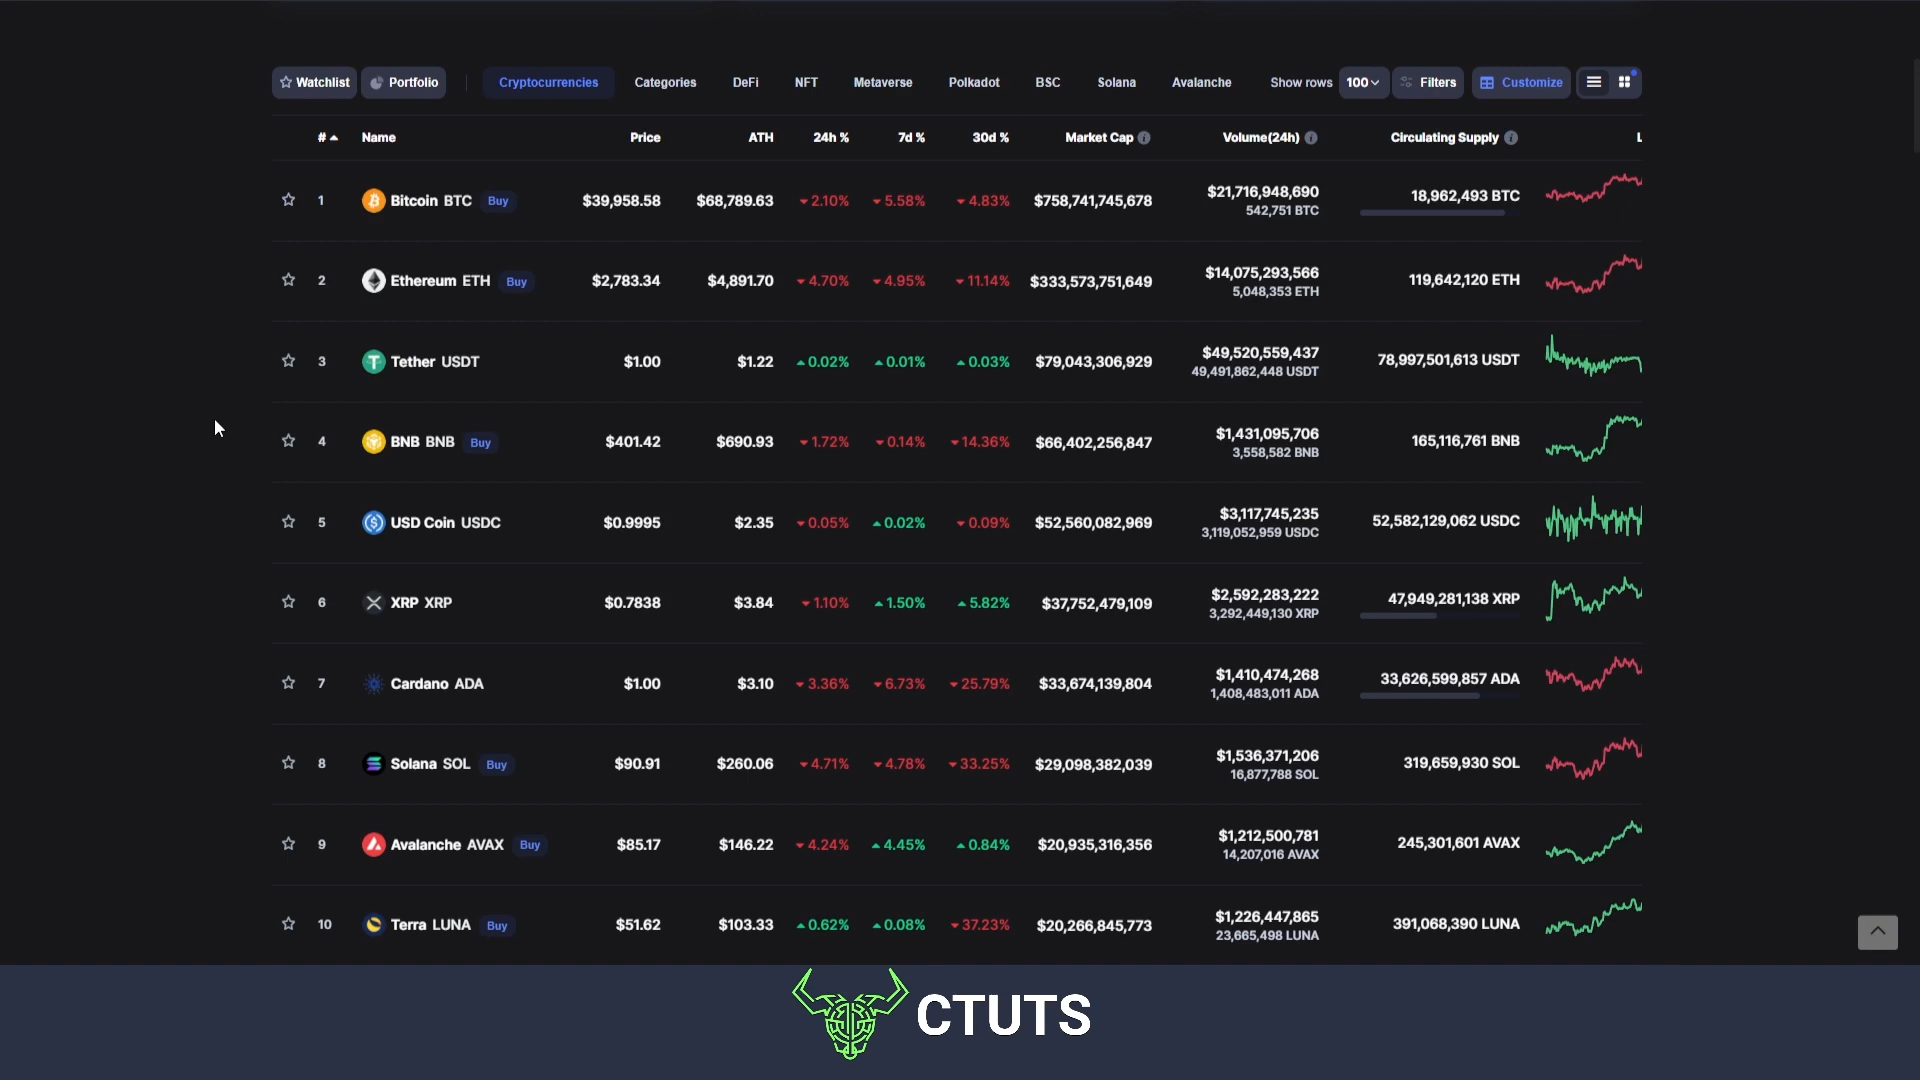 Watchlist Portfolio Cryptocurrencies Categories DeFi NFT Metaverse Polkadot BSC Solana Avalanche Show rows 100 Filters Customize
# Name Price ATH 24h % 7d % 30d % Market Cap Volume(24h) Circulating Supply L
1 Bitcoin BTC Buy $39,958.58 $68,789.63 2.10% 5.58% 4.83% $758,741,745,678 $21,716,948,690 18,962,493 BTC
542,751 BTC
2 Ethereum ETH Buy $2,783.34 $4,891.70 4.70% 4.95% 11.14% $333,573,751,649 $14,075,293,566 119,642,120 ETH
5,048,353 ETH
3 Tether USDT $1.00 $1.22 0.02% 0.01% 0.03% $79,043,306,929 $49,520,559,437 78,997,501,613 USDT
49,491,862,448 USDT
4 BNB BNB Buy $401.42 $690.93 1.72% 0.14% 14.36% $66,402,256,847 $1,431,095,706 165,116,761 BNB
3,558,582 BNB
5 USD Coin USDC $0.9995 $2.35 0.05% 0.02% 0.09% $52,560,082,969 $3,117,745,235 52,582,129,062 USDC
3,119,052,959 USDC
6 XRP XRP $0.7838 $3.84 1.10% 1.50% 5.82% $37,752,479,109 $2,592,283,222 47,949,281,138 XRP
3,292,449,130 XRP
7 Cardano ADA $1.00 $3.10 3.36% 6.73% 25.79% $33,674,139,804 $1,410,474,268 33,626,599,857 ADA
1,408,483,011 ADA
8 Solana SOL Buy $90.91 $260.06 4.71% 4.78% 33.25% $29,098,382,039 $1,536,371,206 319,659,930 SOL
16,877,788 SOL
9 Avalanche AVAX Buy $85.17 $146.22 4.24% 4.45% 0.84% $20,935,316,356 $1,212,500,781 245,301,601 AVAX
14,207,016 AVAX
10 Terra LUNA Buy $51.62 $103.33 0.62% 0.08% 37.23% $20,266,845,773 $1,226,447,865 391,068,390 LUNA
23,665,498 LUNA
CTUTS